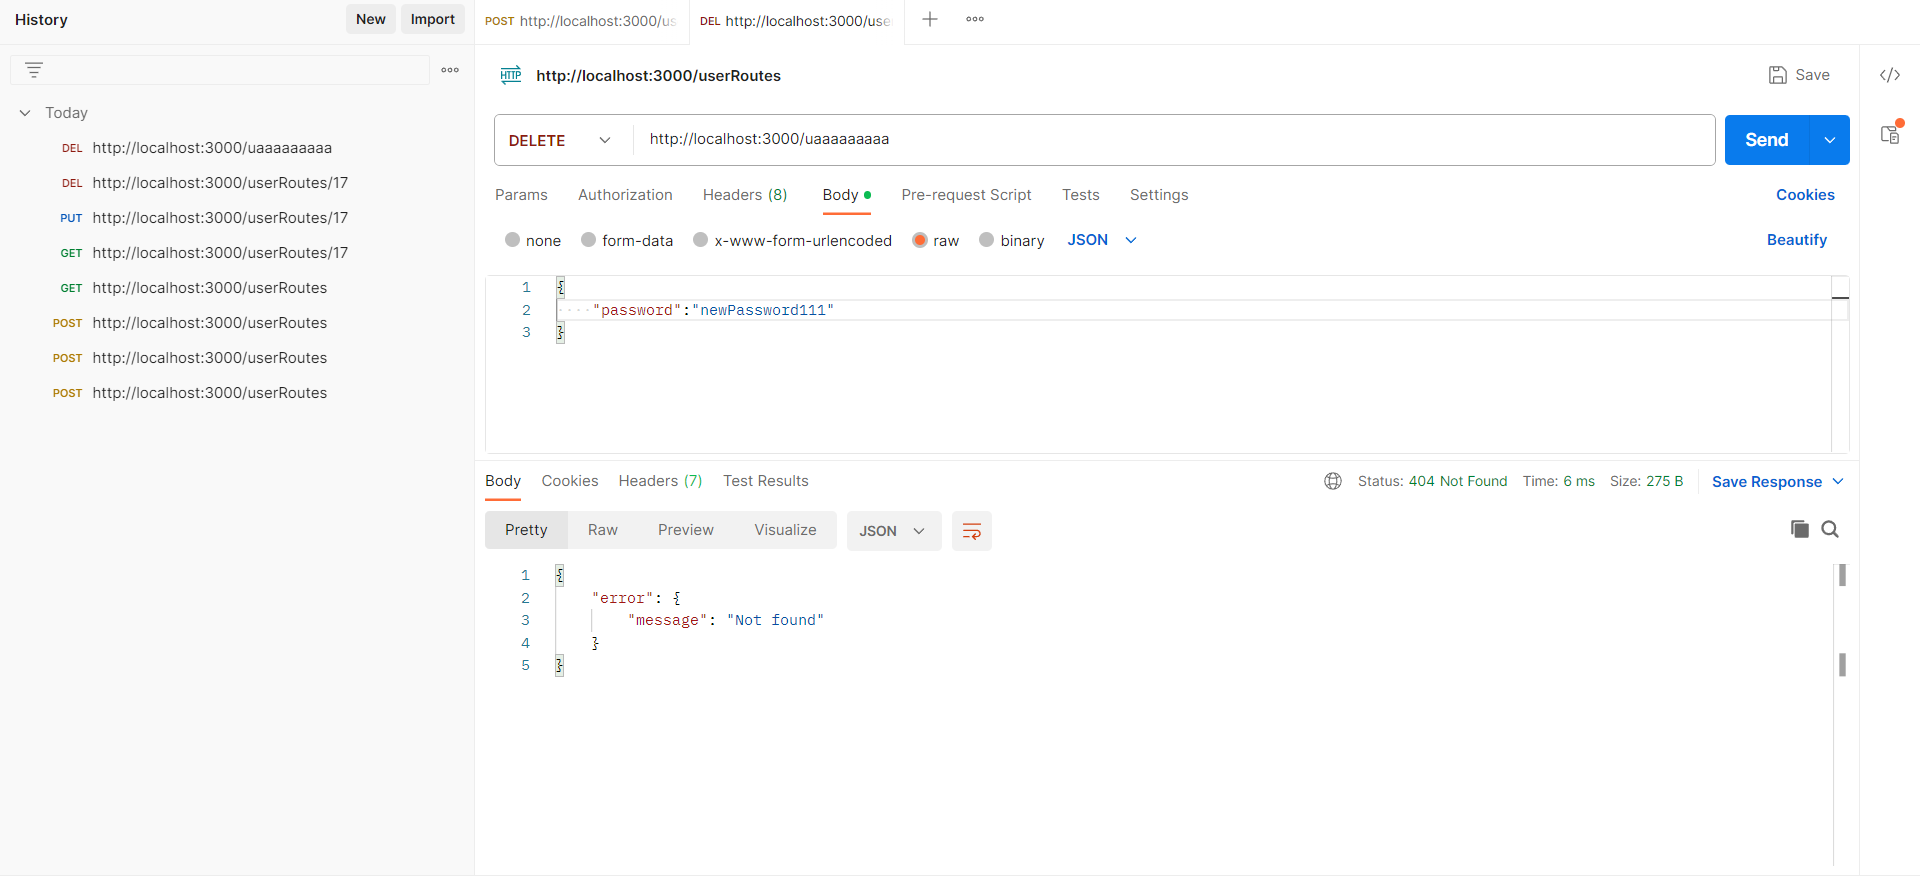 History
New
Import
POST http://localhost:3000/us
DEL http://localhost:3000/use
Today
DEL http://localhost:3000/uaaaaaaaaa
DEL http://localhost:3000/userRoutes/17
PUT http://localhost:3000/userRoutes/17
GET http://localhost:3000/userRoutes/17
GET http://localhost:3000/userRoutes
POST http://localhost:3000/userRoutes
POST http://localhost:3000/userRoutes
POST http://localhost:3000/userRoutes
HTTP http://localhost:3000/userRoutes
Save
</>
DELETE http://localhost:3000/uaaaaaaaaa
Send
Params Authorization Headers (8) Body Pre-request Script Tests Settings Cookies
none form-data x-www-form-urlencoded raw binary JSON Beautify
1 {
2 "password":"newPassword111"
3 }
Body Cookies Headers (7) Test Results Status: 404 Not Found Time: 6 ms Size: 275 B Save Response
Pretty Raw Preview Visualize JSON
1 {
2 "error": {
3 "message": "Not found"
4 }
5 }